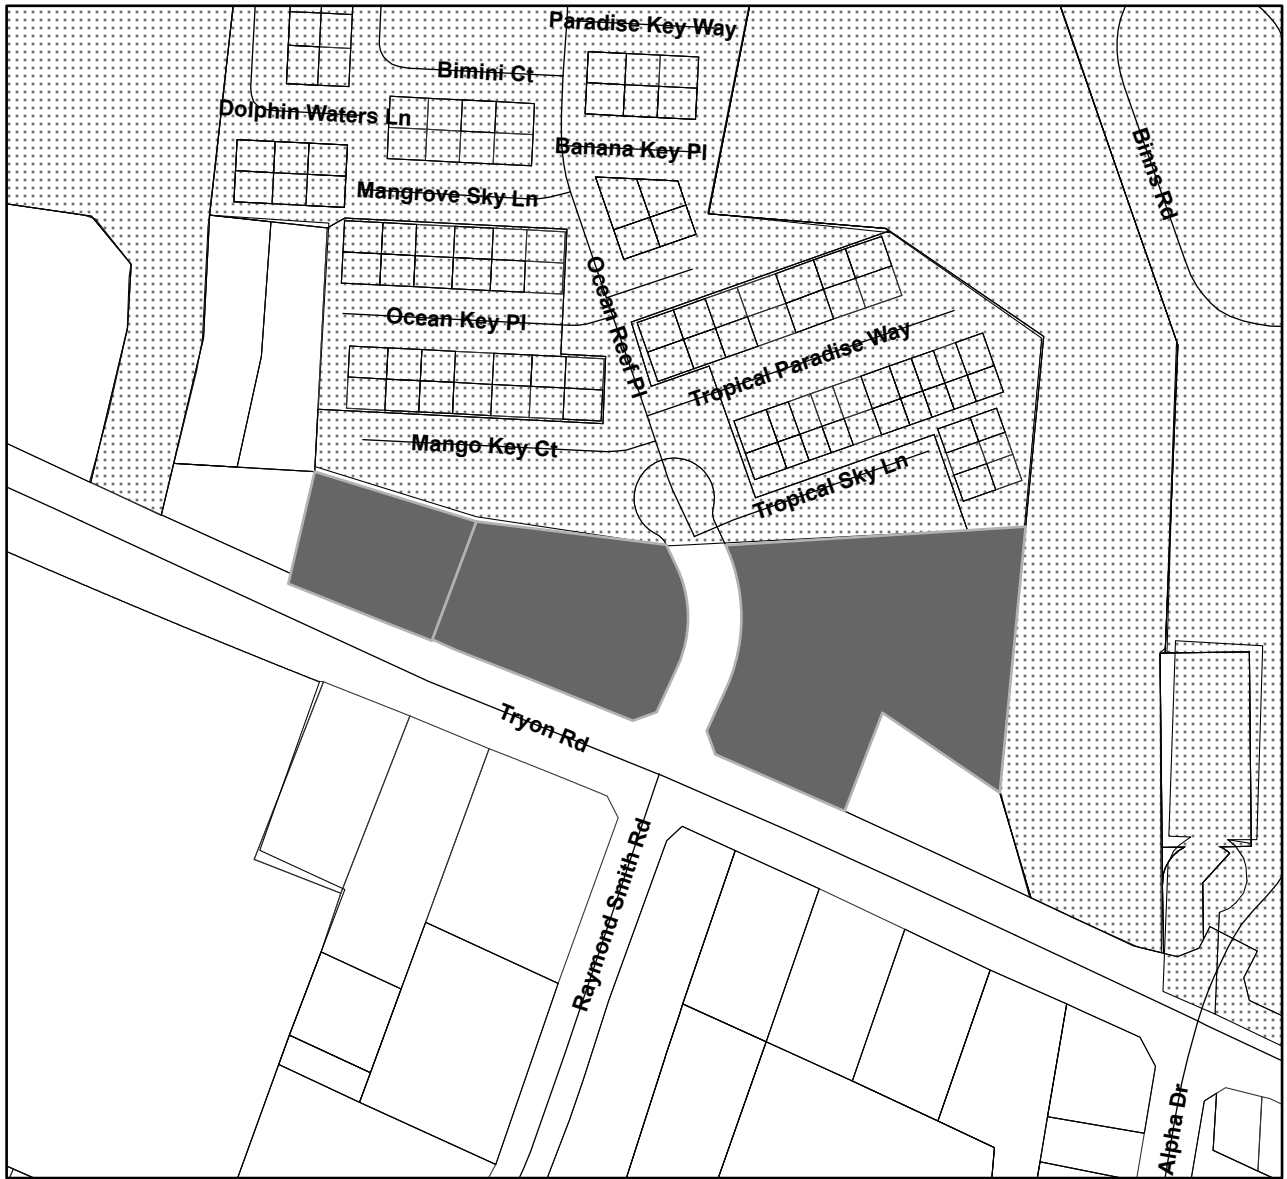 Paradise Key Way
Bimini Ct
Dolphin Waters Ln
Banana Key Pl
Binns Rd
Mangrove Sky Ln
Ocean Reef Pl
Ocean Key Pl
Tropical Paradise Way
Mango Key Ct
Tropical Sky Ln
Tryon Rd
Raymond Smith Rd
Alpha Dr